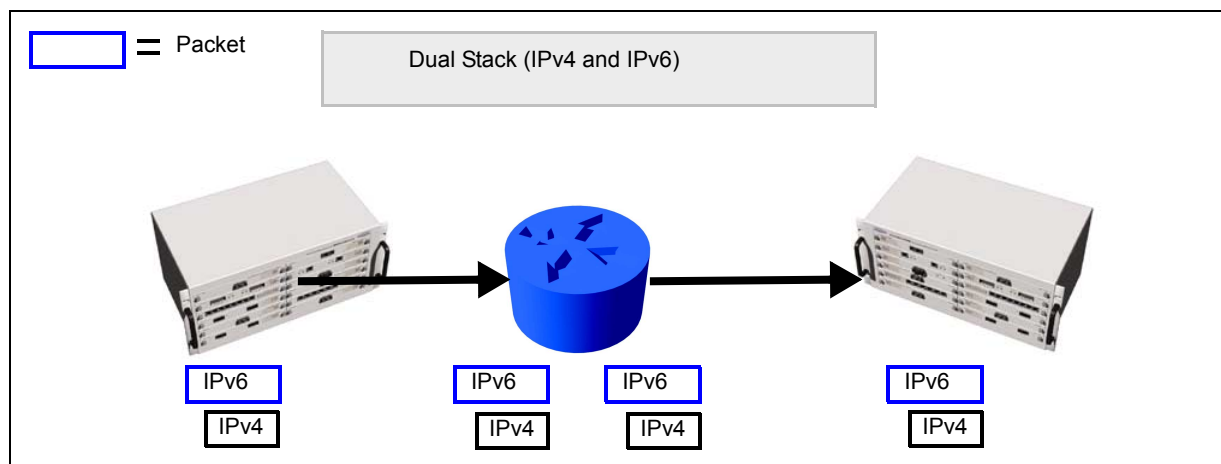 = Packet
Dual Stack (IPv4 and IPv6)
IPv6 IPv6 IPv6 IPv6
IPv4 IPv4 IPv4 IPv4